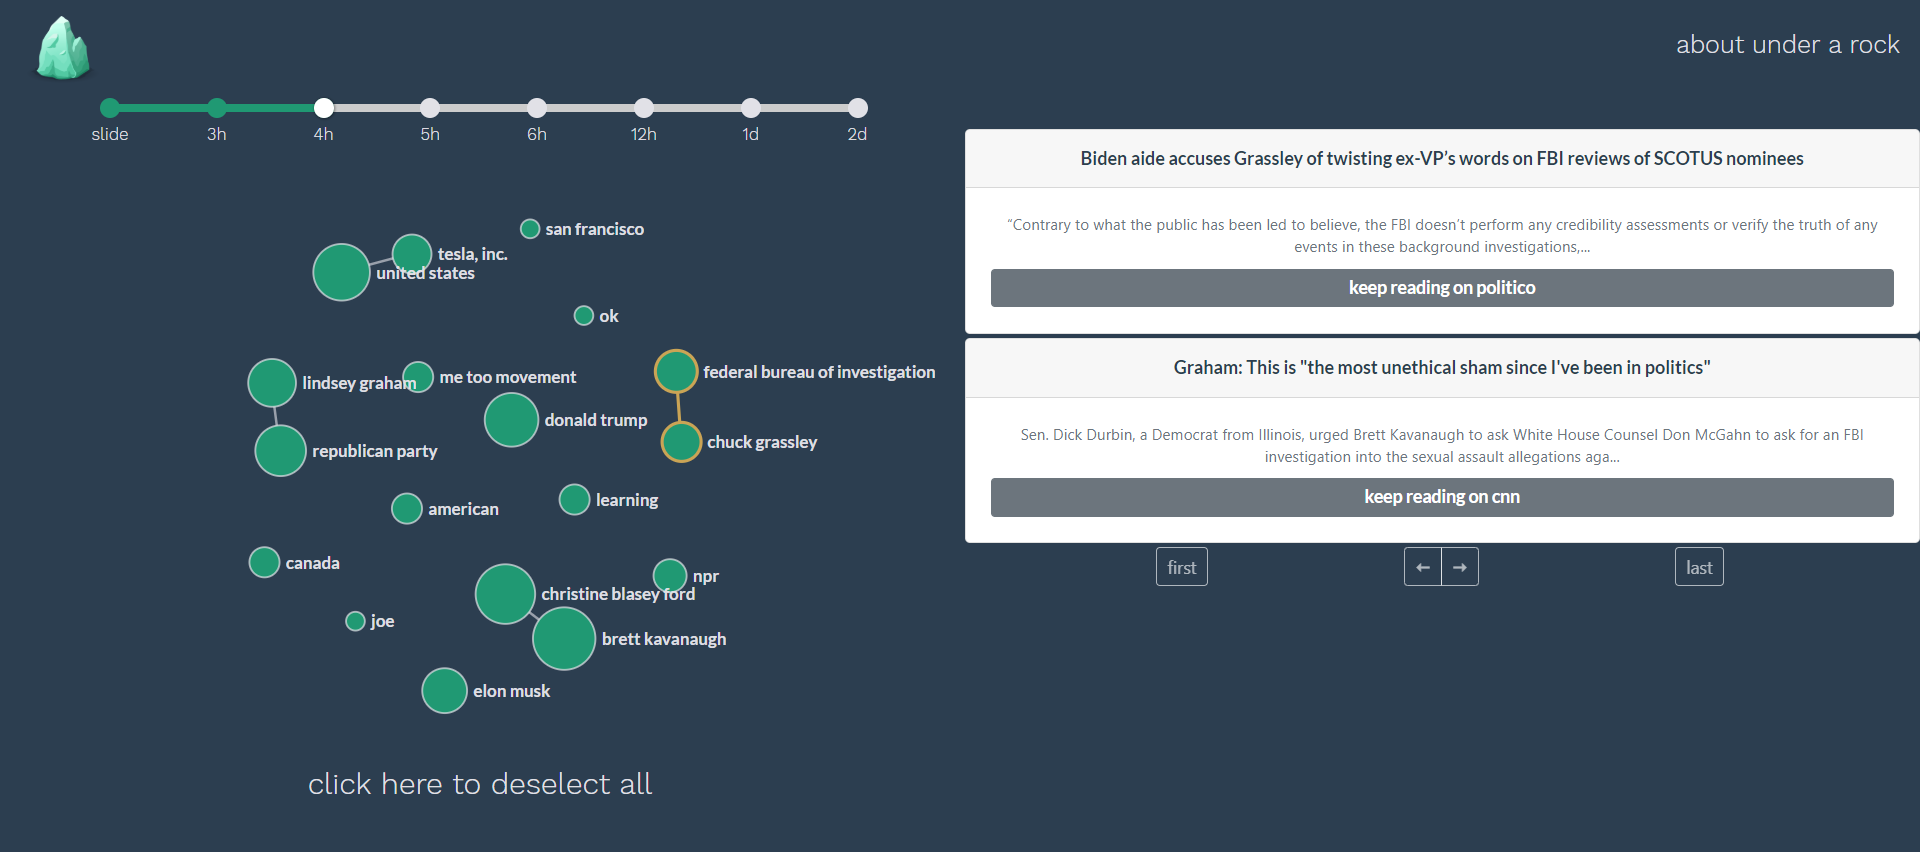 about under a rock
slide 3h 4h 5h 6h 12h 1d 2d
san francisco
tesla, inc.
united states
ok
federal bureau of investigation
lindsey graham
me too movement
donald trump
chuck grassley
republican party
learning
american
canada
npr
christine blasey ford
joe
brett kavanaugh
elon musk
click here to deselect all
Biden aide accuses Grassley of twisting ex-VP’s words on FBI reviews of SCOTUS nominees
“Contrary to what the public has been led to believe, the FBI doesn’t perform any credibility assessments or verify the truth of any
events in these background investigations,...
keep reading on politico
Graham: This is "the most unethical sham since I've been in politics"
Sen. Dick Durbin, a Democrat from Illinois, urged Brett Kavanaugh to ask White House Counsel Don McGahn to ask for an FBI
investigation into the sexual assault allegations aga...
keep reading on cnn
first ← → last